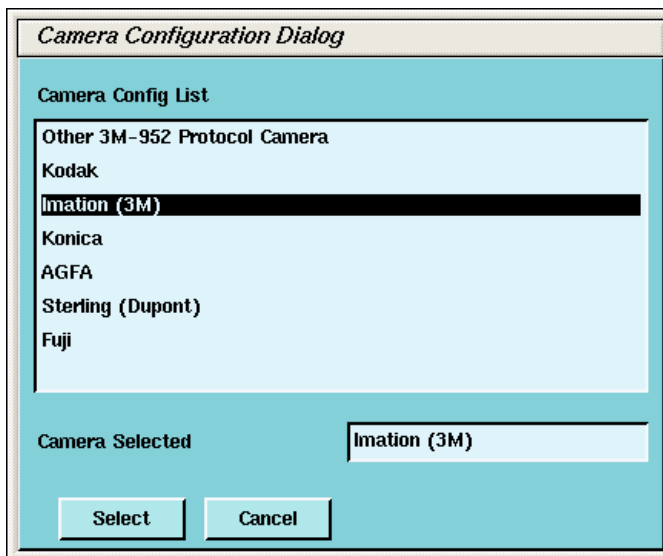 Camera Configuration Dialog
Camera Config List
Other 3M-952 Protocol Camera
Kodak
Imation (3M)
Konica
AGFA
Sterling (Dupont)
Fuji
Camera Selected Imation (3M)
Select Cancel